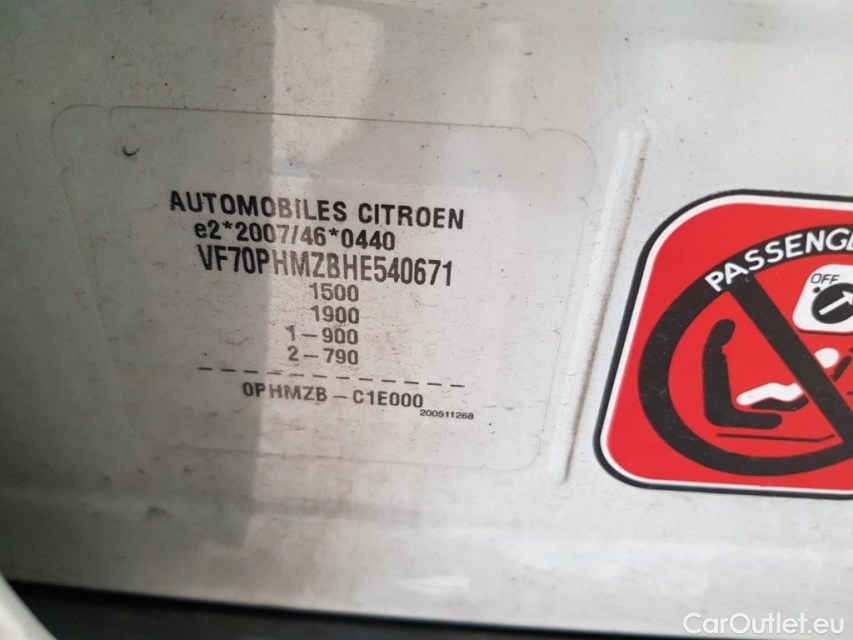 AUTOMOBILES CITROEN
e2*2007/46*0440
VF70PHMZBHE540671
1500
1900
1-900
2-790
0PHMZB-C1E000
200511268
OFF
CarOutlet.eu